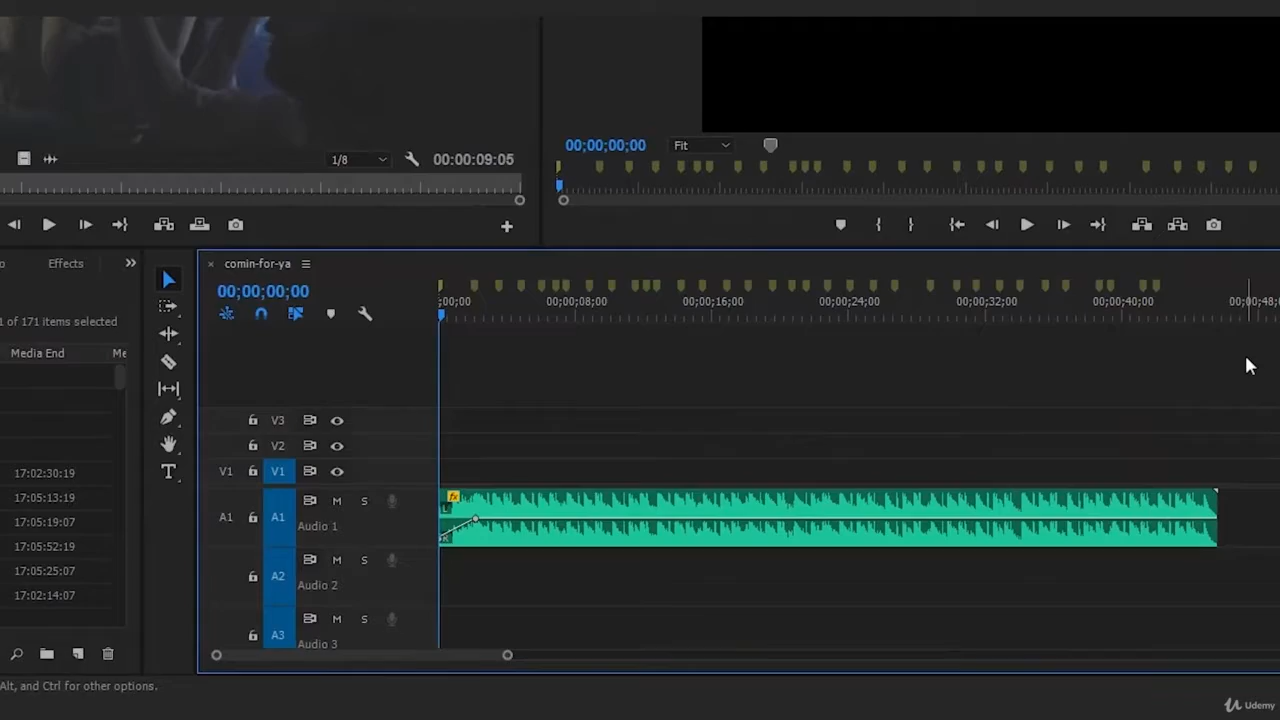 1/8
00:00:09:05
00;00;00;00
Fit
Effects
1 of 171 items selected
Media End
Me
17:02:30:19
17:05:13:19
17:05:19:07
17:05:52:19
17:05:25:07
17:02:14:07
× comin-for-ya
00;00;00;00
:00;00
00;00;08;00
00;00;16;00
00;00;24;00
00;00;32;00
00;00;40;00
00;00;48;0
V3
V2
V1 V1
A1 A1 M S
Audio 1
fx
L
R
A2 M S
Audio 2
A3 M S
Audio 3
Alt, and Ctrl for other options.
Udemy